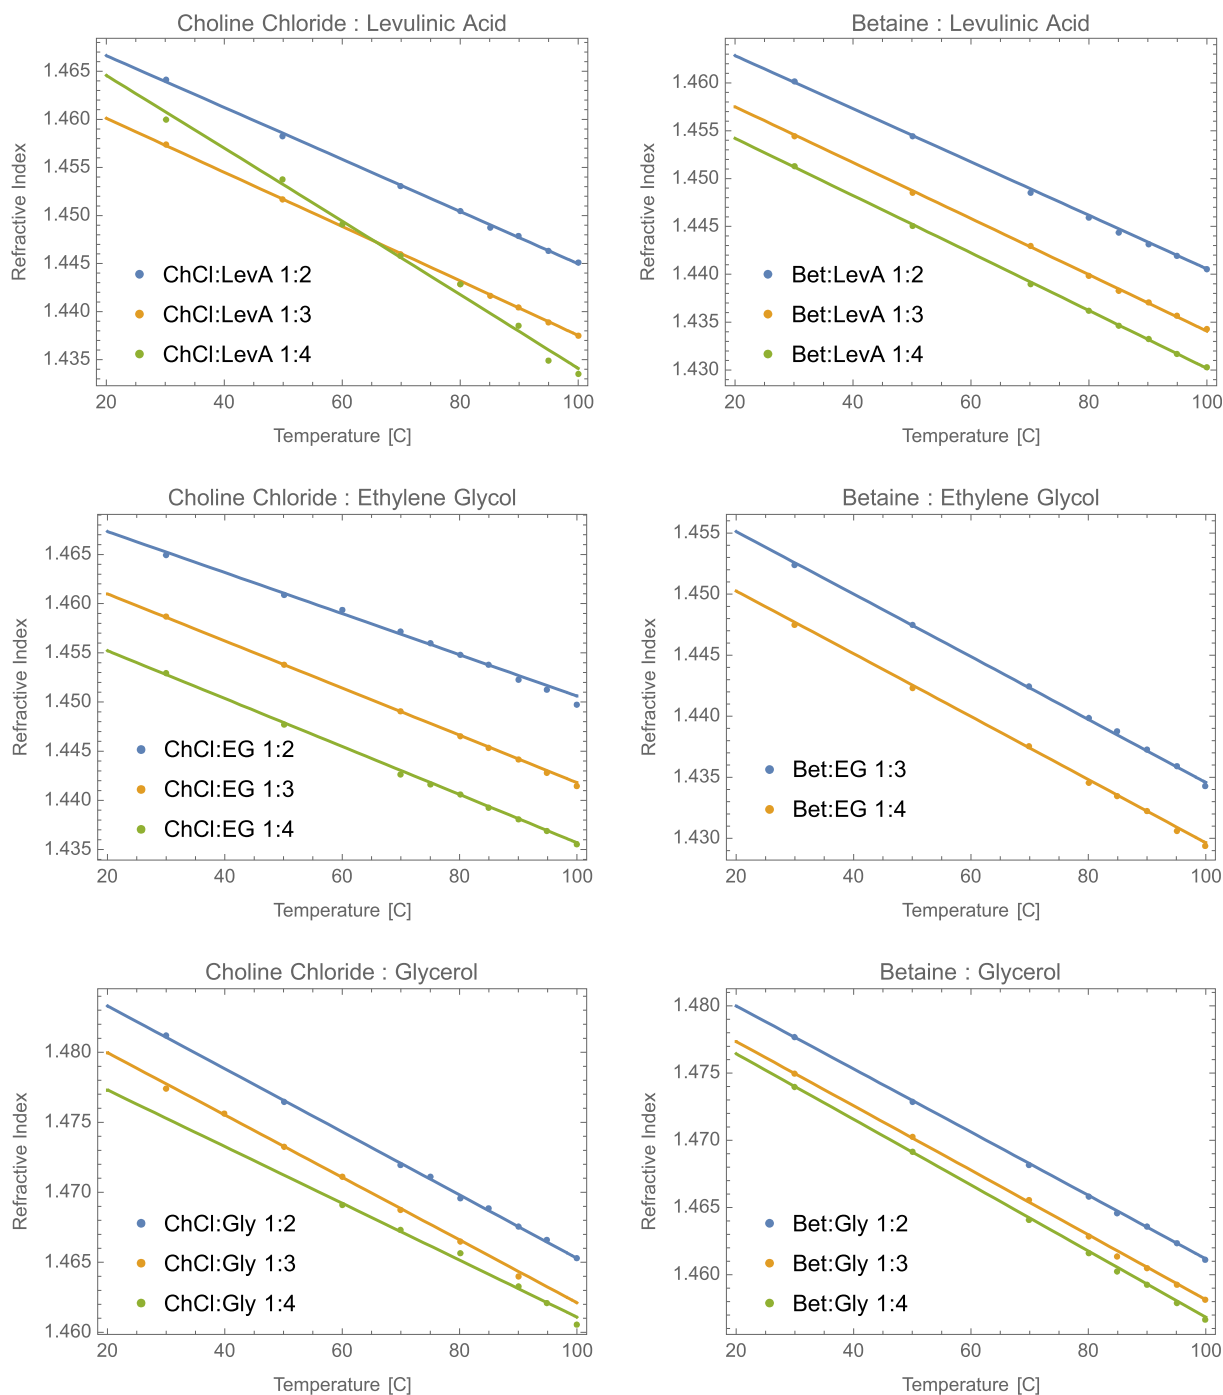 Choline Chloride : Levulinic Acid
Refractive Index
1.465
1.460
1.455
1.450
1.445
1.440
1.435
ChCl:LevA 1:2
ChCl:LevA 1:3
ChCl:LevA 1:4
20 40 60 80 100
Temperature [C]
Betaine : Levulinic Acid
Refractive Index
1.460
1.455
1.450
1.445
1.440
1.435
1.430
Bet:LevA 1:2
Bet:LevA 1:3
Bet:LevA 1:4
20 40 60 80 100
Temperature [C]
Choline Chloride : Ethylene Glycol
Refractive Index
1.465
1.460
1.455
1.450
1.445
1.440
1.435
ChCl:EG 1:2
ChCl:EG 1:3
ChCl:EG 1:4
20 40 60 80 100
Temperature [C]
Betaine : Ethylene Glycol
Refractive Index
1.455
1.450
1.445
1.440
1.435
1.430
Bet:EG 1:3
Bet:EG 1:4
20 40 60 80 100
Temperature [C]
Choline Chloride : Glycerol
Refractive Index
1.480
1.475
1.470
1.465
1.460
ChCl:Gly 1:2
ChCl:Gly 1:3
ChCl:Gly 1:4
20 40 60 80 100
Temperature [C]
Betaine : Glycerol
Refractive Index
1.480
1.475
1.470
1.465
1.460
Bet:Gly 1:2
Bet:Gly 1:3
Bet:Gly 1:4
20 40 60 80 100
Temperature [C]